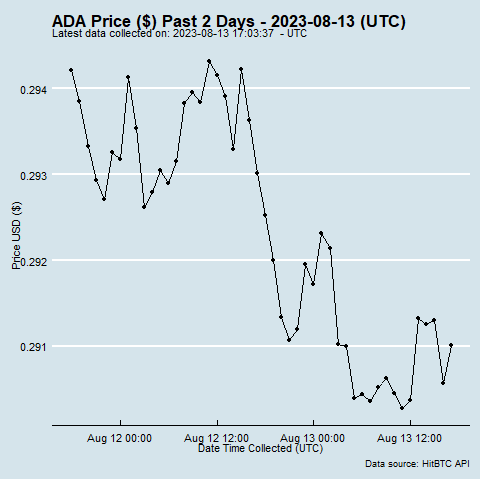 ADA Price ($) Past 2 Days - 2023-08-13 (UTC)
Latest data collected on: 2023-08-13 17:03:37 - UTC
0.294
0.293
0.292
0.291
Price USD ($)
Aug 12 00:00 Aug 12 12:00 Aug 13 00:00 Aug 13 12:00
Date Time Collected (UTC)
Data source: HitBTC API